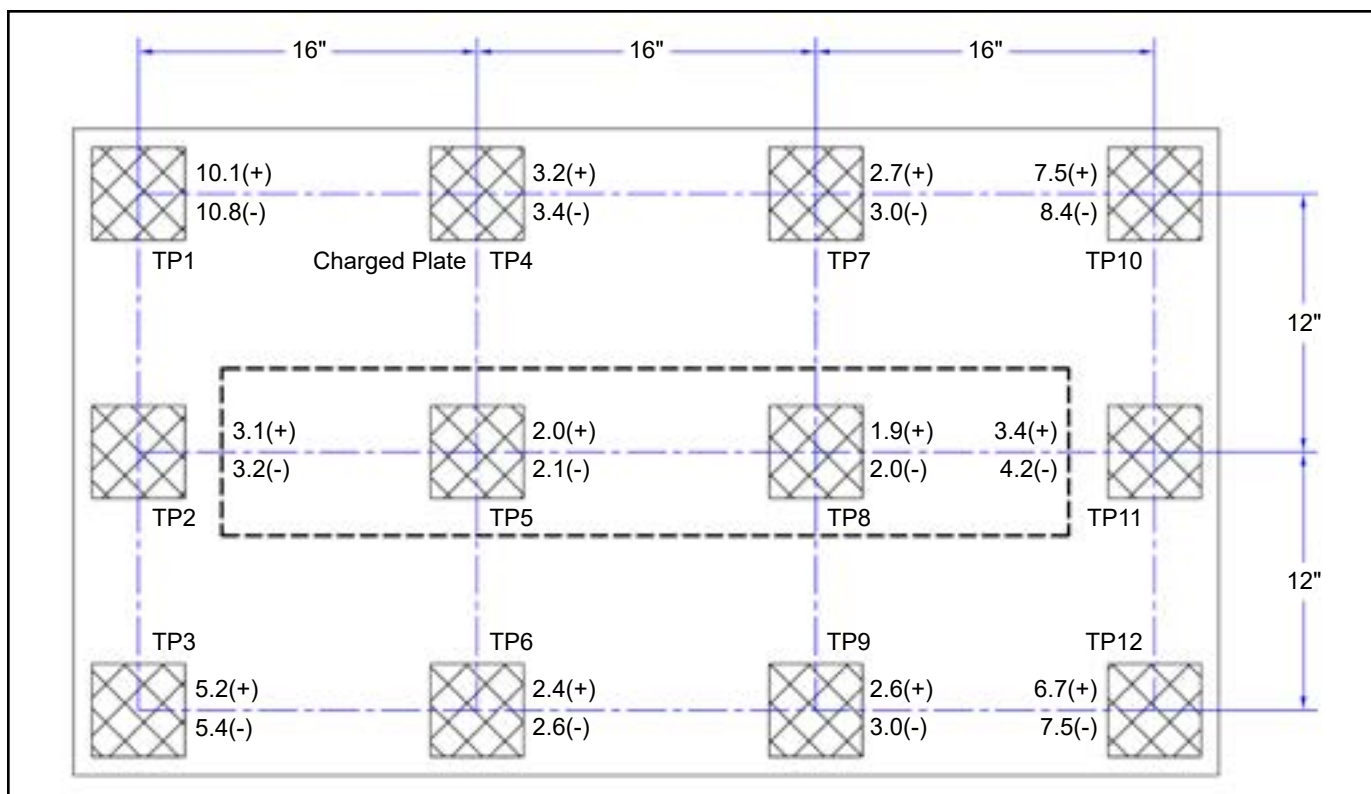 16" 16" 16"
10.1(+) 3.2(+) 2.7(+) 7.5(+)
10.8(-) 3.4(-) 3.0(-) 8.4(-)
TP1 Charged Plate TP4 TP7 TP10
12"
3.1(+) 2.0(+) 1.9(+) 3.4(+)
3.2(-) 2.1(-) 2.0(-) 4.2(-)
TP2 TP5 TP8 TP11
12"
TP3 TP6 TP9 TP12
5.2(+) 2.4(+) 2.6(+) 6.7(+)
5.4(-) 2.6(-) 3.0(-) 7.5(-)